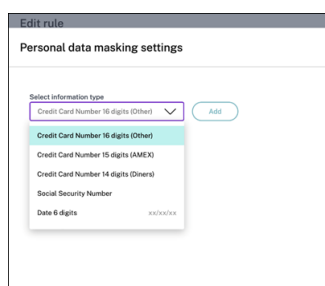 Edit rule
Personal data masking settings
Select information type
Credit Card Number 16 digits (Other)
Add
Credit Card Number 16 digits (Other)
Credit Card Number 15 digits (AMEX)
Credit Card Number 14 digits (Diners)
Social Security Number
Date 6 digits xx/xx/xx